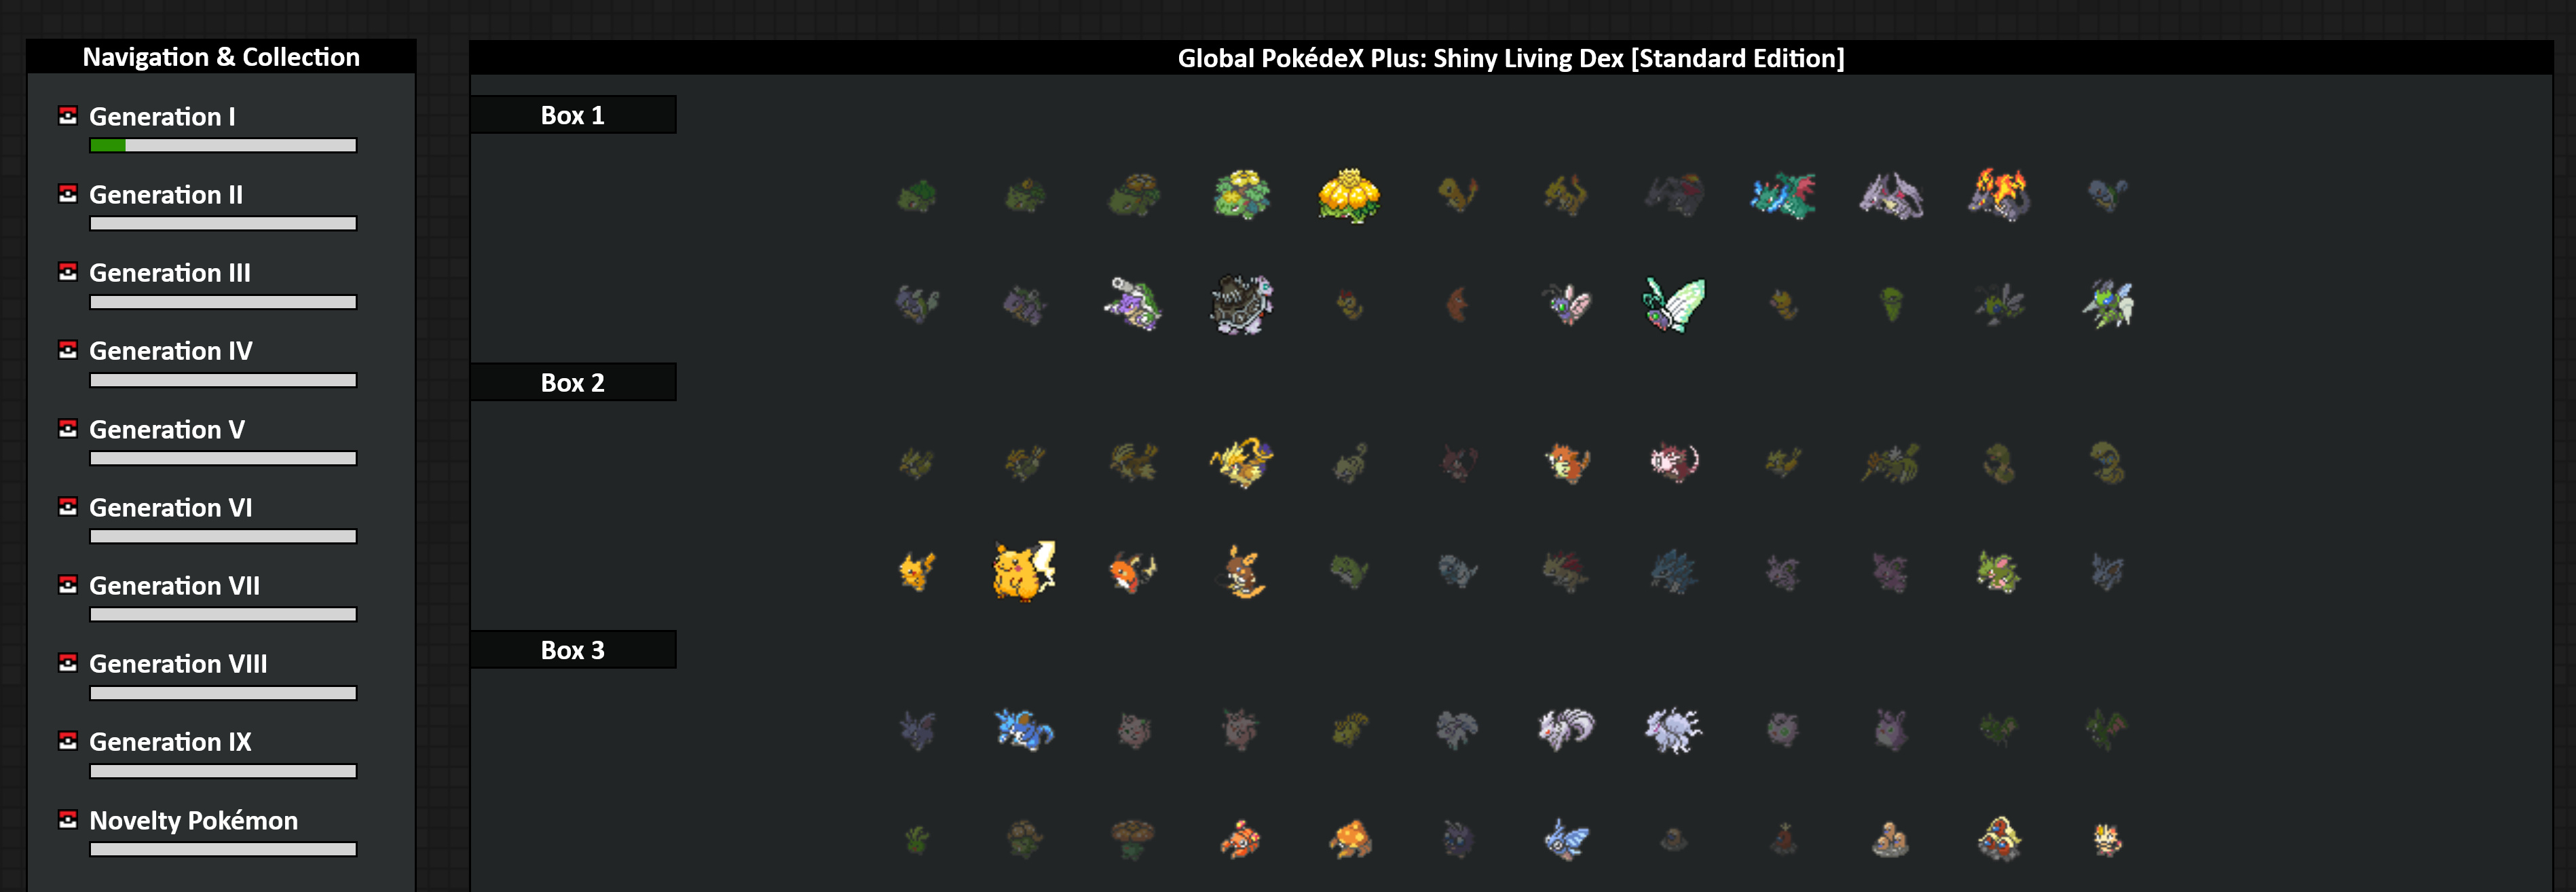 Navigation & Collection
Generation I
Generation II
Generation III
Generation IV
Generation V
Generation VI
Generation VII
Generation VIII
Generation IX
Novelty Pokémon
Global PokédeX Plus: Shiny Living Dex [Standard Edition]
Box 1
Box 2
Box 3